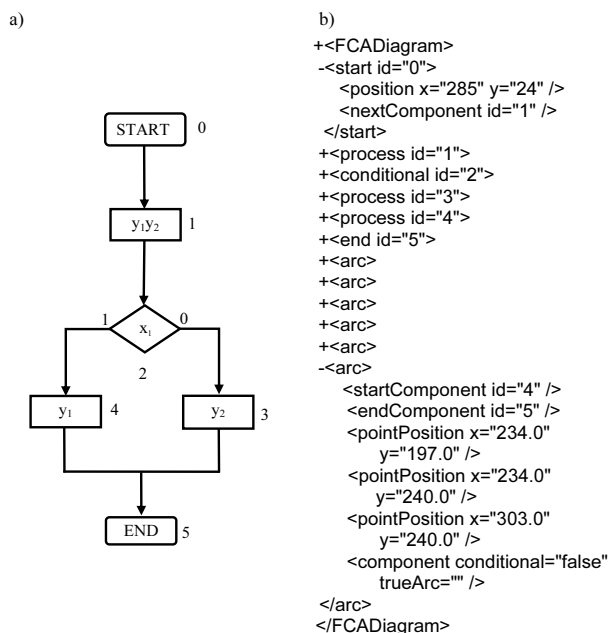 a)
START 0
y₁y₂ 1
1 x₁ 0
2
y₁ 4 y₂ 3
END 5
b)
+<FCADiagram>
-<start id="0">
<position x="285" y="24" />
<nextComponent id="1" />
</start>
+<process id="1">
+<conditional id="2">
+<process id="3">
+<process id="4">
+<end id="5">
+<arc>
+<arc>
+<arc>
+<arc>
+<arc>
-<arc>
<startComponent id="4" />
<endComponent id="5" />
<pointPosition x="234.0"
y="197.0" />
<pointPosition x="234.0"
y="240.0" />
<pointPosition x="303.0"
y="240.0" />
<component conditional="false"
trueArc="" />
</arc>
</FCADiagram>